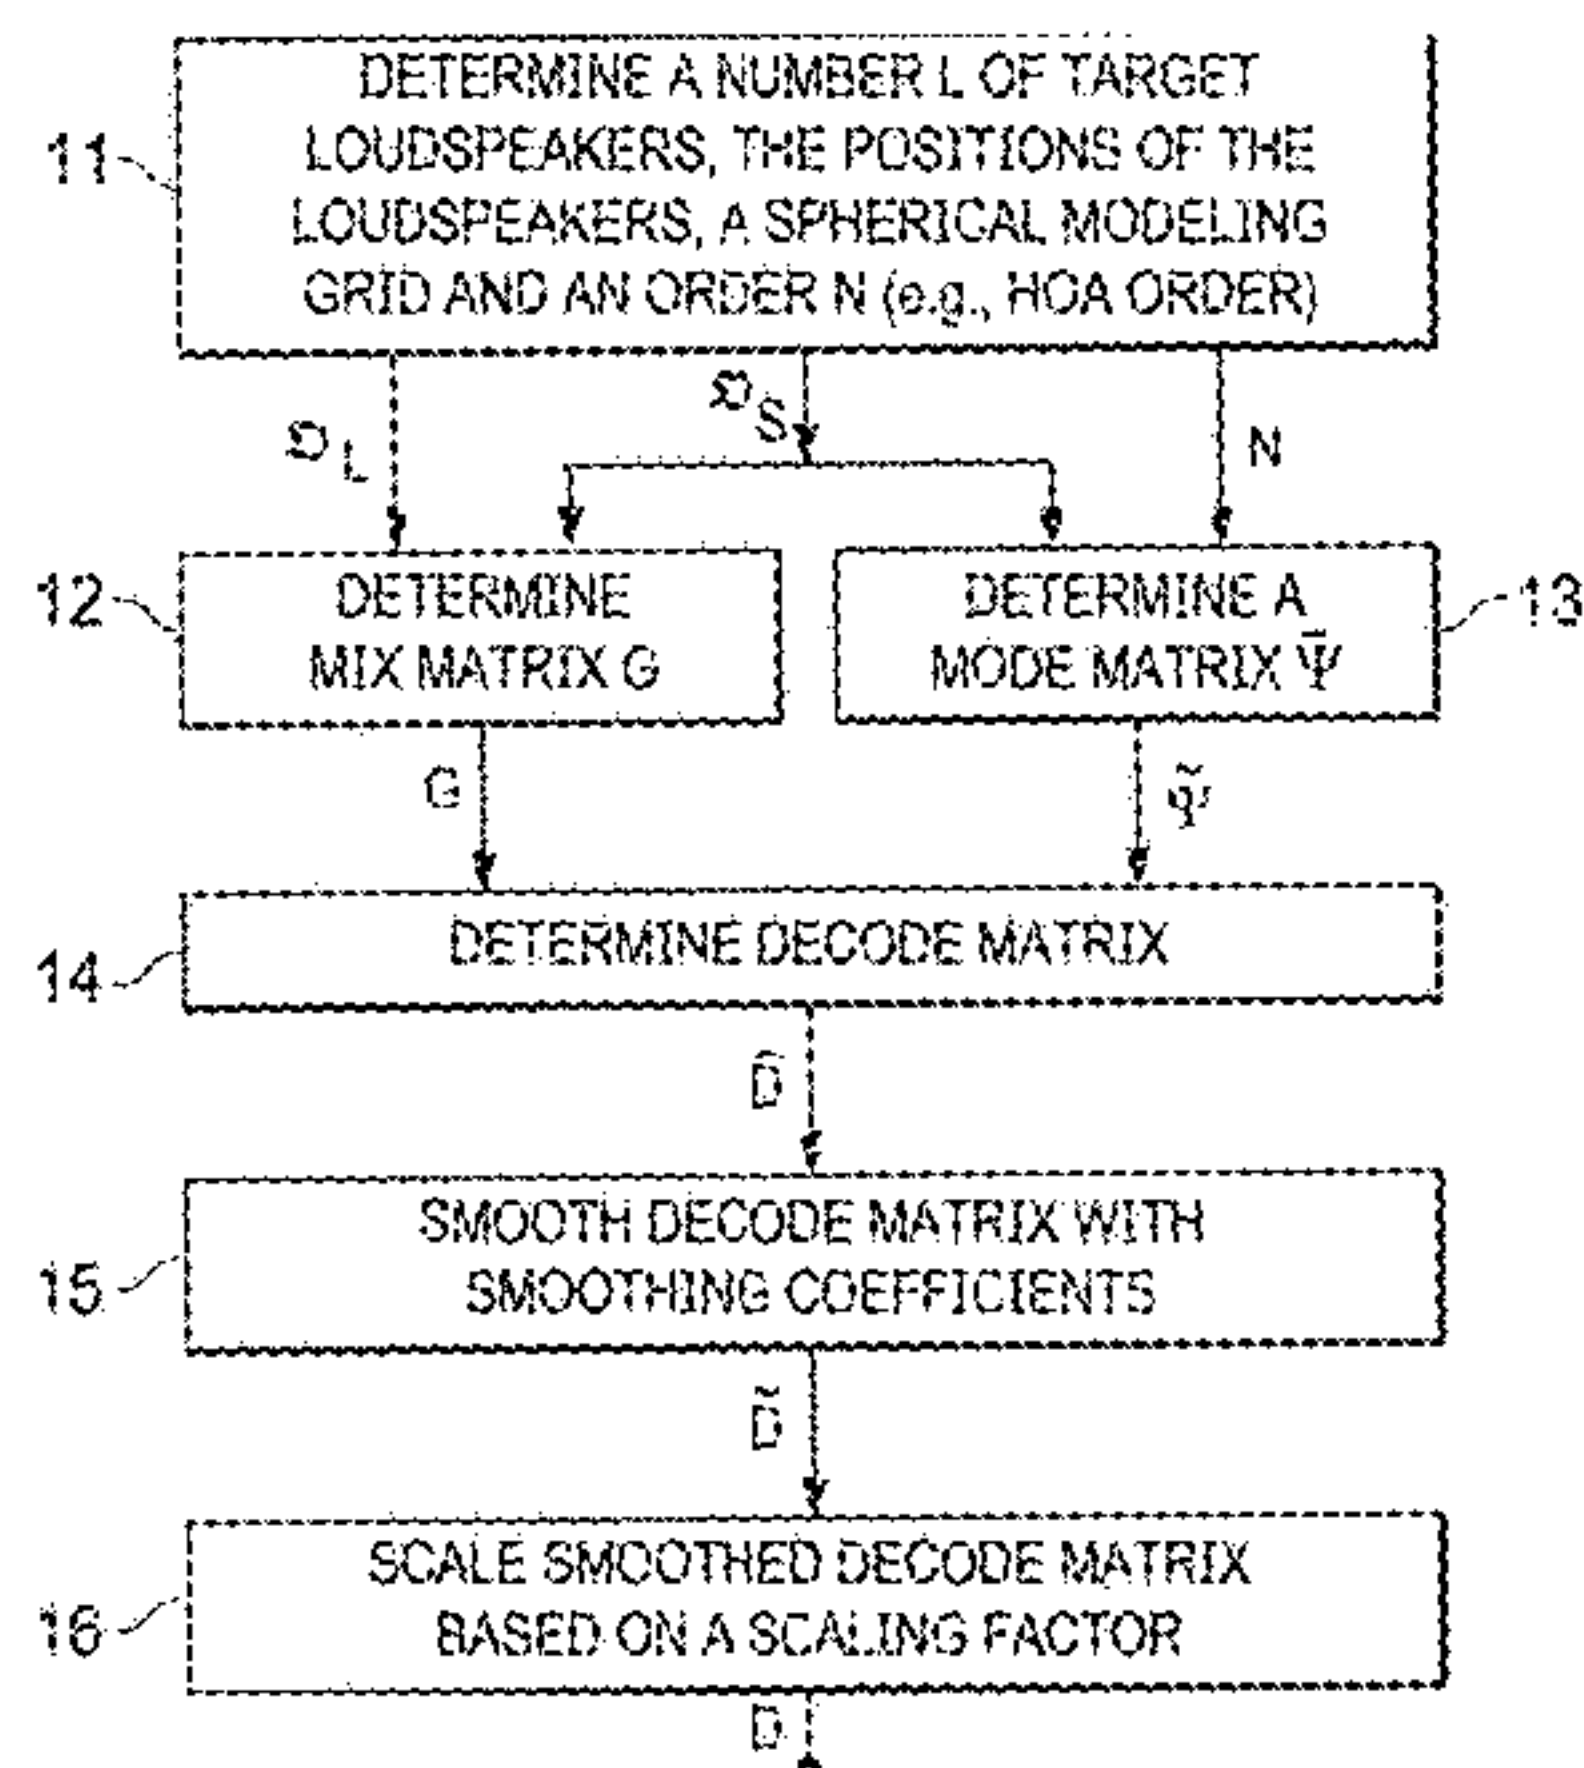 DETERMINE A NUMBER L OF TARGET
LOUDSPEAKERS, THE POSITIONS OF THE
LOUDSPEAKERS, A SPHERICAL MODELING
GRID AND AN ORDER N (e.g., HOA ORDER)
11
𝔇L
𝔇S
N
12
DETERMINE
MIX MATRIX G
DETERMINE A
MODE MATRIX Ψ̄
13
G
Ψ̃
14
DETERMINE DECODE MATRIX
D̂
15
SMOOTH DECODE MATRIX WITH
SMOOTHING COEFFICIENTS
D̃
16
SCALE SMOOTHED DECODE MATRIX
BASED ON A SCALING FACTOR
D